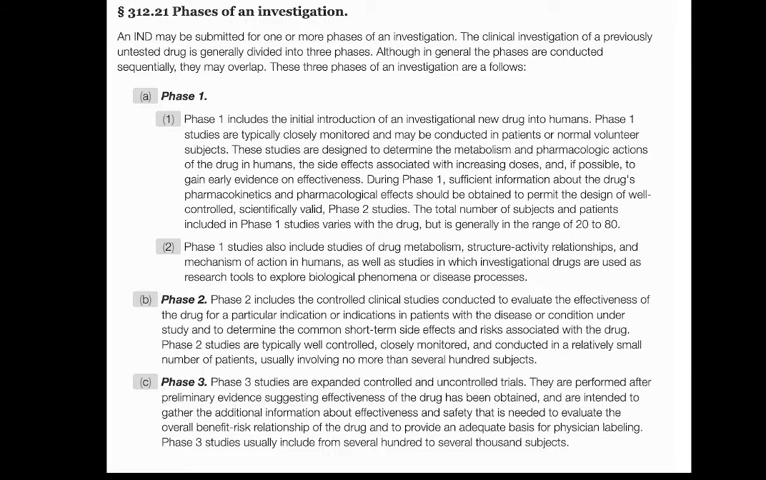 § 312.21 Phases of an investigation.
An IND may be submitted for one or more phases of an investigation. The clinical investigation of a previously
untested drug is generally divided into three phases. Although in general the phases are conducted
sequentially, they may overlap. These three phases of an investigation are a follows:
(a) Phase 1.
(1) Phase 1 includes the initial introduction of an investigational new drug into humans. Phase 1
studies are typically closely monitored and may be conducted in patients or normal volunteer
subjects. These studies are designed to determine the metabolism and pharmacologic actions
of the drug in humans, the side effects associated with increasing doses, and, if possible, to
gain early evidence on effectiveness. During Phase 1, sufficient information about the drug's
pharmacokinetics and pharmacological effects should be obtained to permit the design of well-
controlled, scientifically valid, Phase 2 studies. The total number of subjects and patients
included in Phase 1 studies varies with the drug, but is generally in the range of 20 to 80.
(2) Phase 1 studies also include studies of drug metabolism, structure-activity relationships, and
mechanism of action in humans, as well as studies in which investigational drugs are used as
research tools to explore biological phenomena or disease processes.
(b) Phase 2. Phase 2 includes the controlled clinical studies conducted to evaluate the effectiveness of
the drug for a particular indication or indications in patients with the disease or condition under
study and to determine the common short-term side effects and risks associated with the drug.
Phase 2 studies are typically well controlled, closely monitored, and conducted in a relatively small
number of patients, usually involving no more than several hundred subjects.
(c) Phase 3. Phase 3 studies are expanded controlled and uncontrolled trials. They are performed after
preliminary evidence suggesting effectiveness of the drug has been obtained, and are intended to
gather the additional information about effectiveness and safety that is needed to evaluate the
overall benefit-risk relationship of the drug and to provide an adequate basis for physician labeling.
Phase 3 studies usually include from several hundred to several thousand subjects.